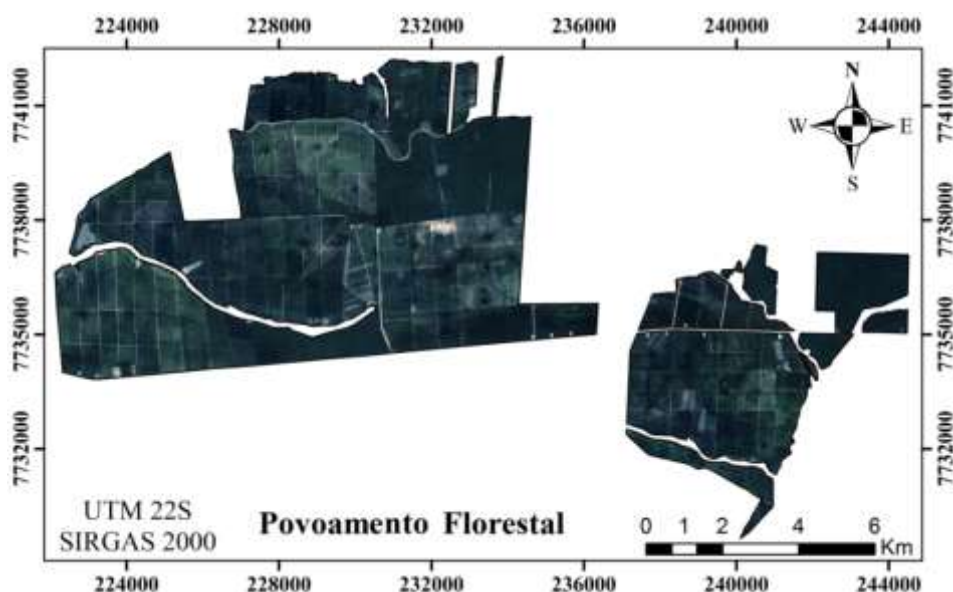 224000 228000 232000 236000 240000 244000
N
W E
S
7741000 7741000
7738000 7738000
7735000 7735000
7732000 7732000
UTM 22S
SIRGAS 2000
Povoamento Florestal
0 1 2 4 6
Km
224000 228000 232000 236000 240000 244000